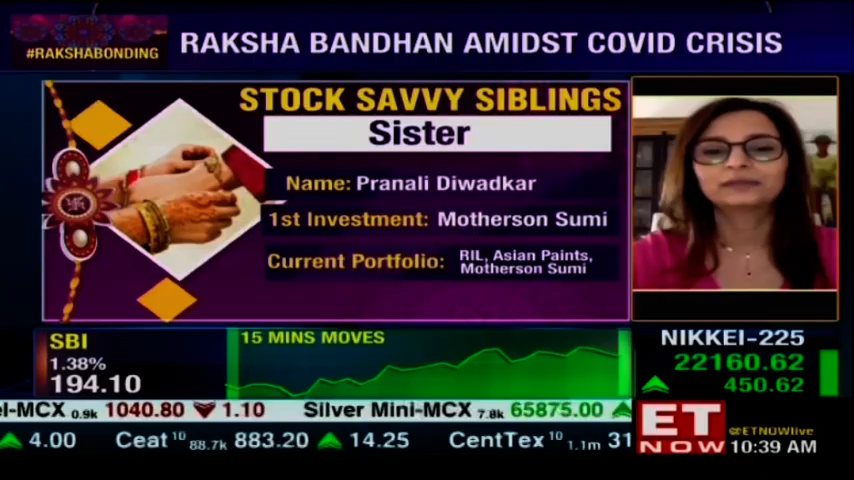 #RAKSHABONDING
RAKSHA BANDHAN AMIDST COVID CRISIS
STOCK SAVVY SIBLINGS
Sister
Name: Pranali Diwadkar
1st Investment: Motherson Sumi
Current Portfolio: RIL, Asian Paints,
Motherson Sumi
SBI
1.38%
194.10
15 MINS MOVES
NIKKEI-225
22160.62
450.62
el-MCX 0.9k 1040.80 1.10 Silver Mini-MCX 7.8k 65875.00
4.00 Ceat 10 88.7k 883.20 14.25 CentTex 10 1.1m 31
ET
NOW
@ETNOWlive
10:39 AM